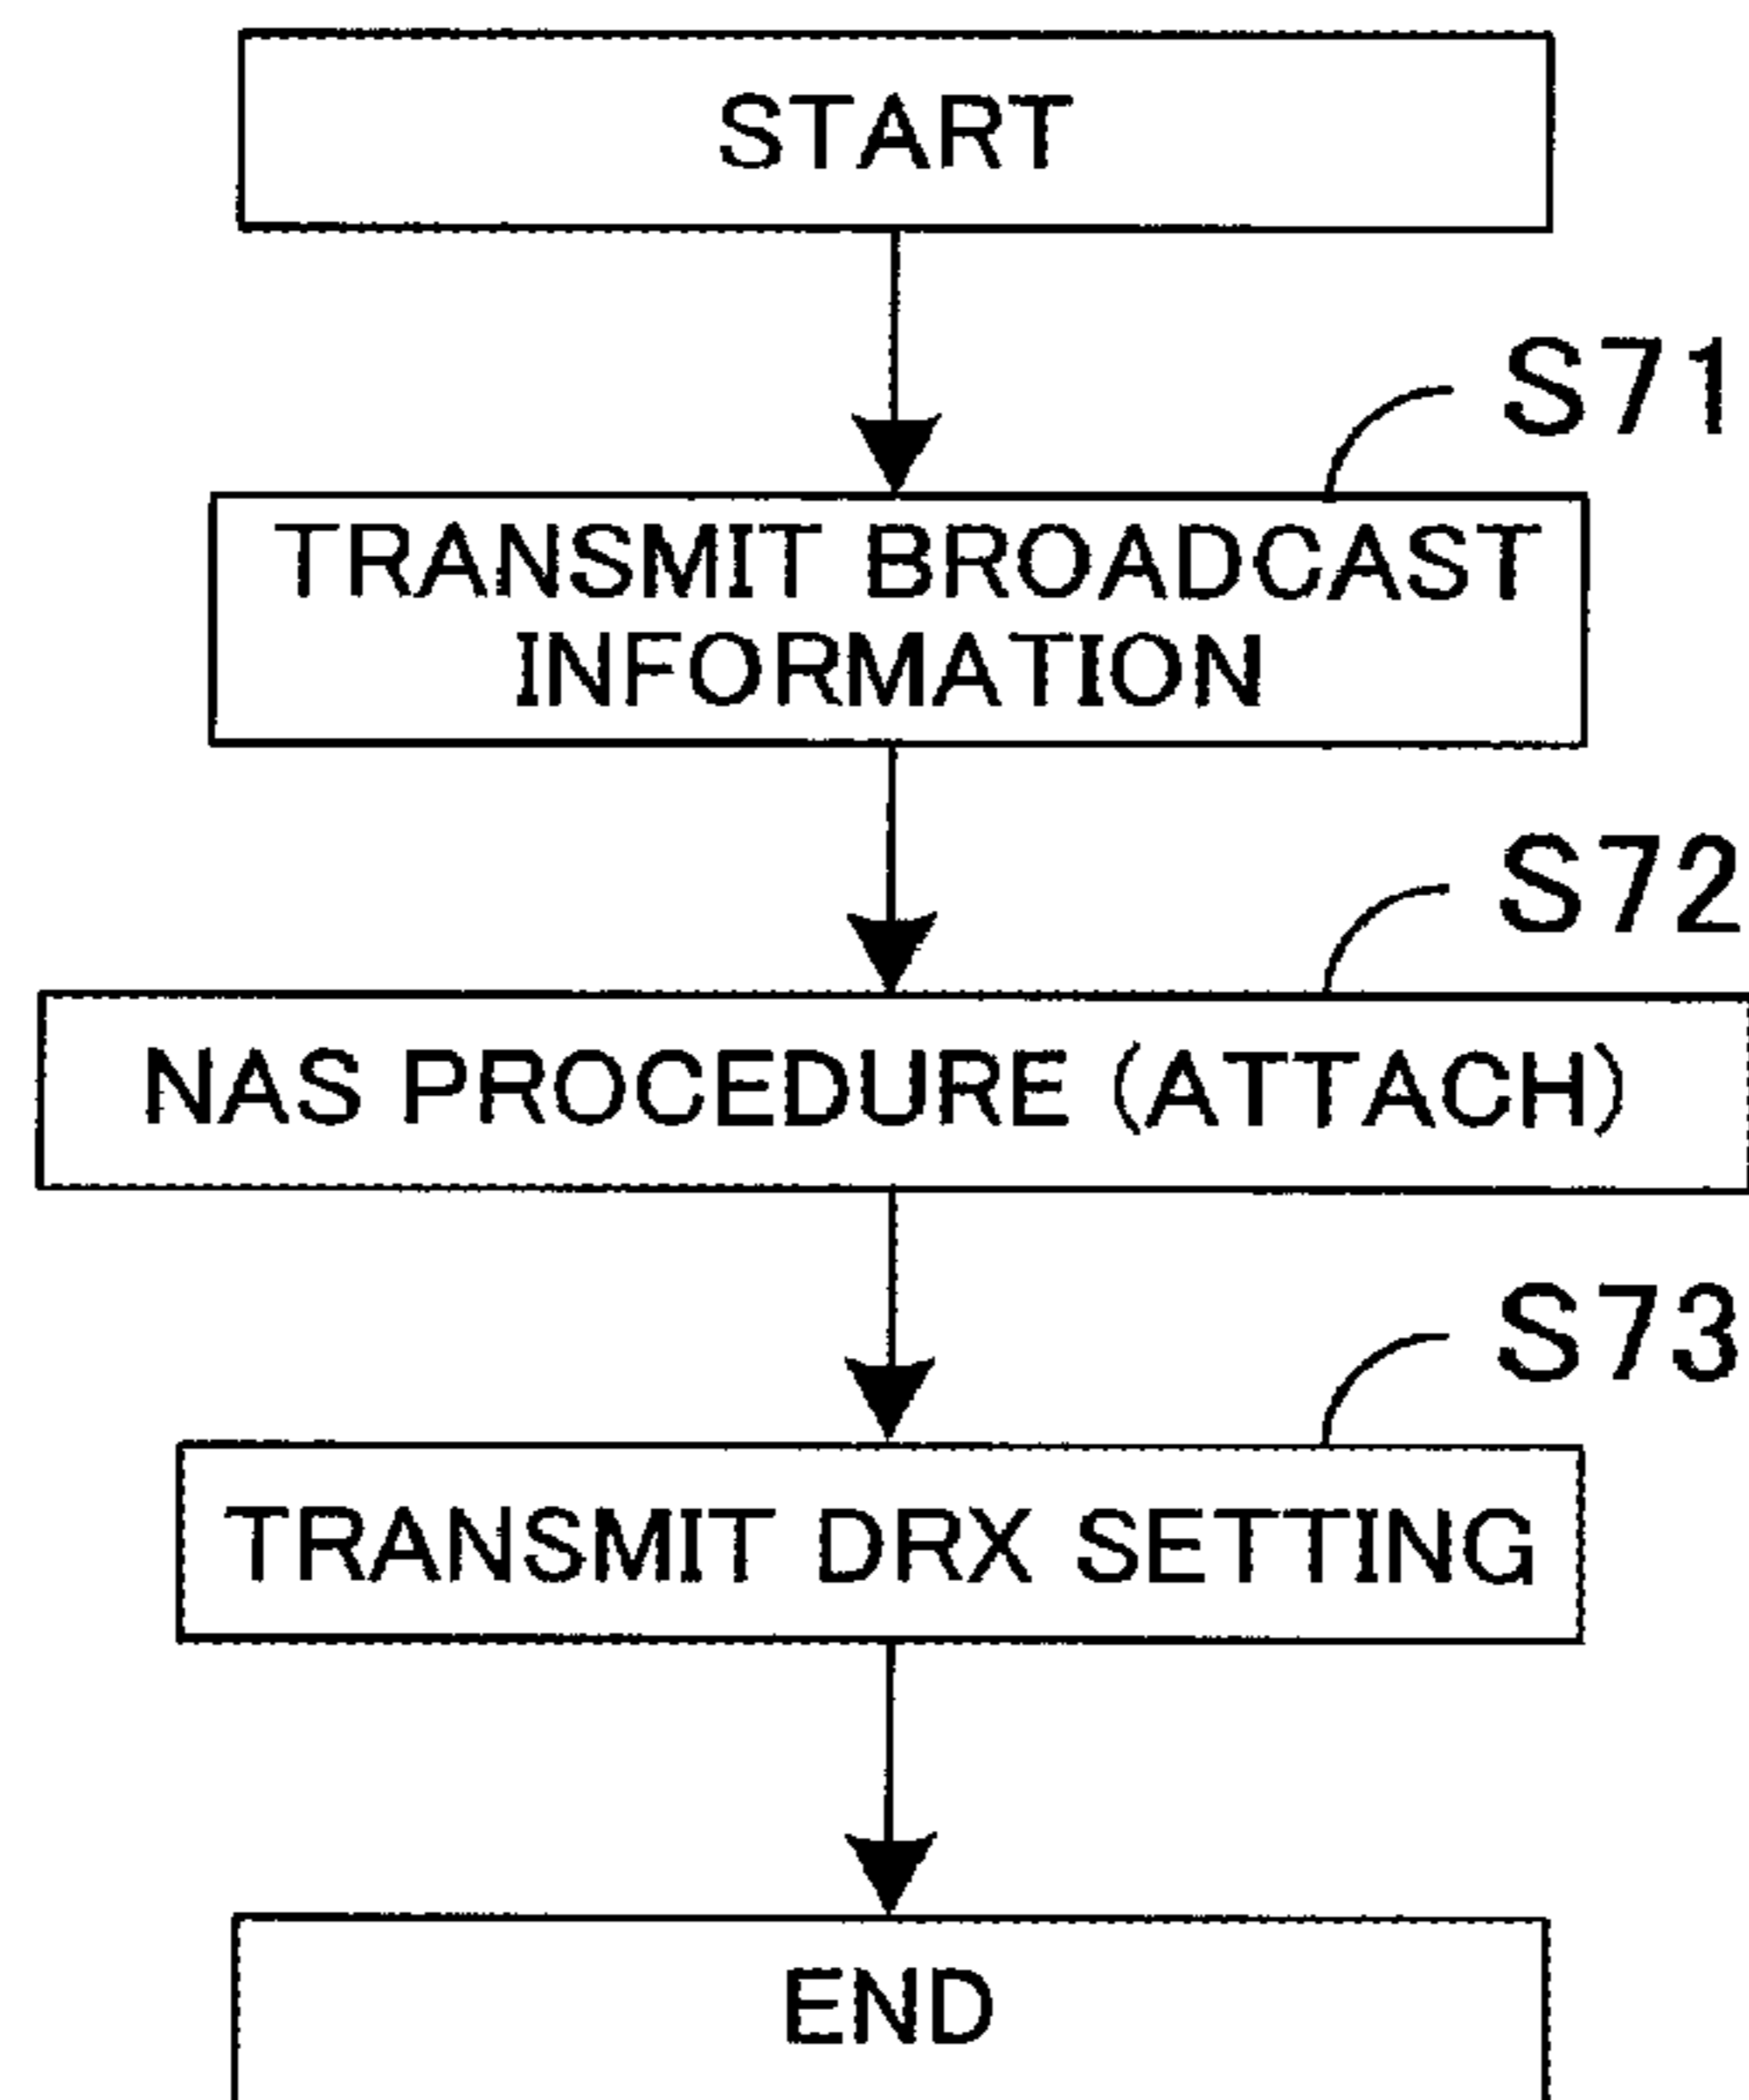 START
S71
TRANSMIT BROADCAST
INFORMATION
S72
NAS PROCEDURE (ATTACH)
S73
TRANSMIT DRX SETTING
END